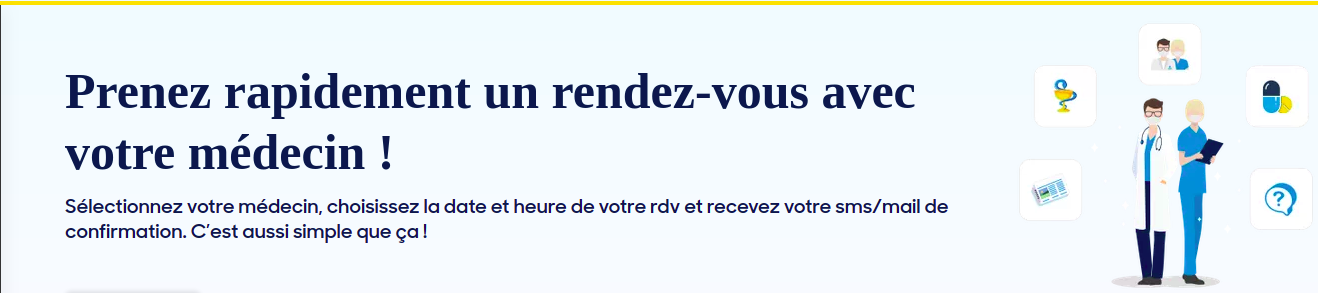 Prenez rapidement un rendez-vous avec
votre médecin !
Sélectionnez votre médecin, choisissez la date et heure de votre rdv et recevez votre sms/mail de
confirmation. C’est aussi simple que ça !
?